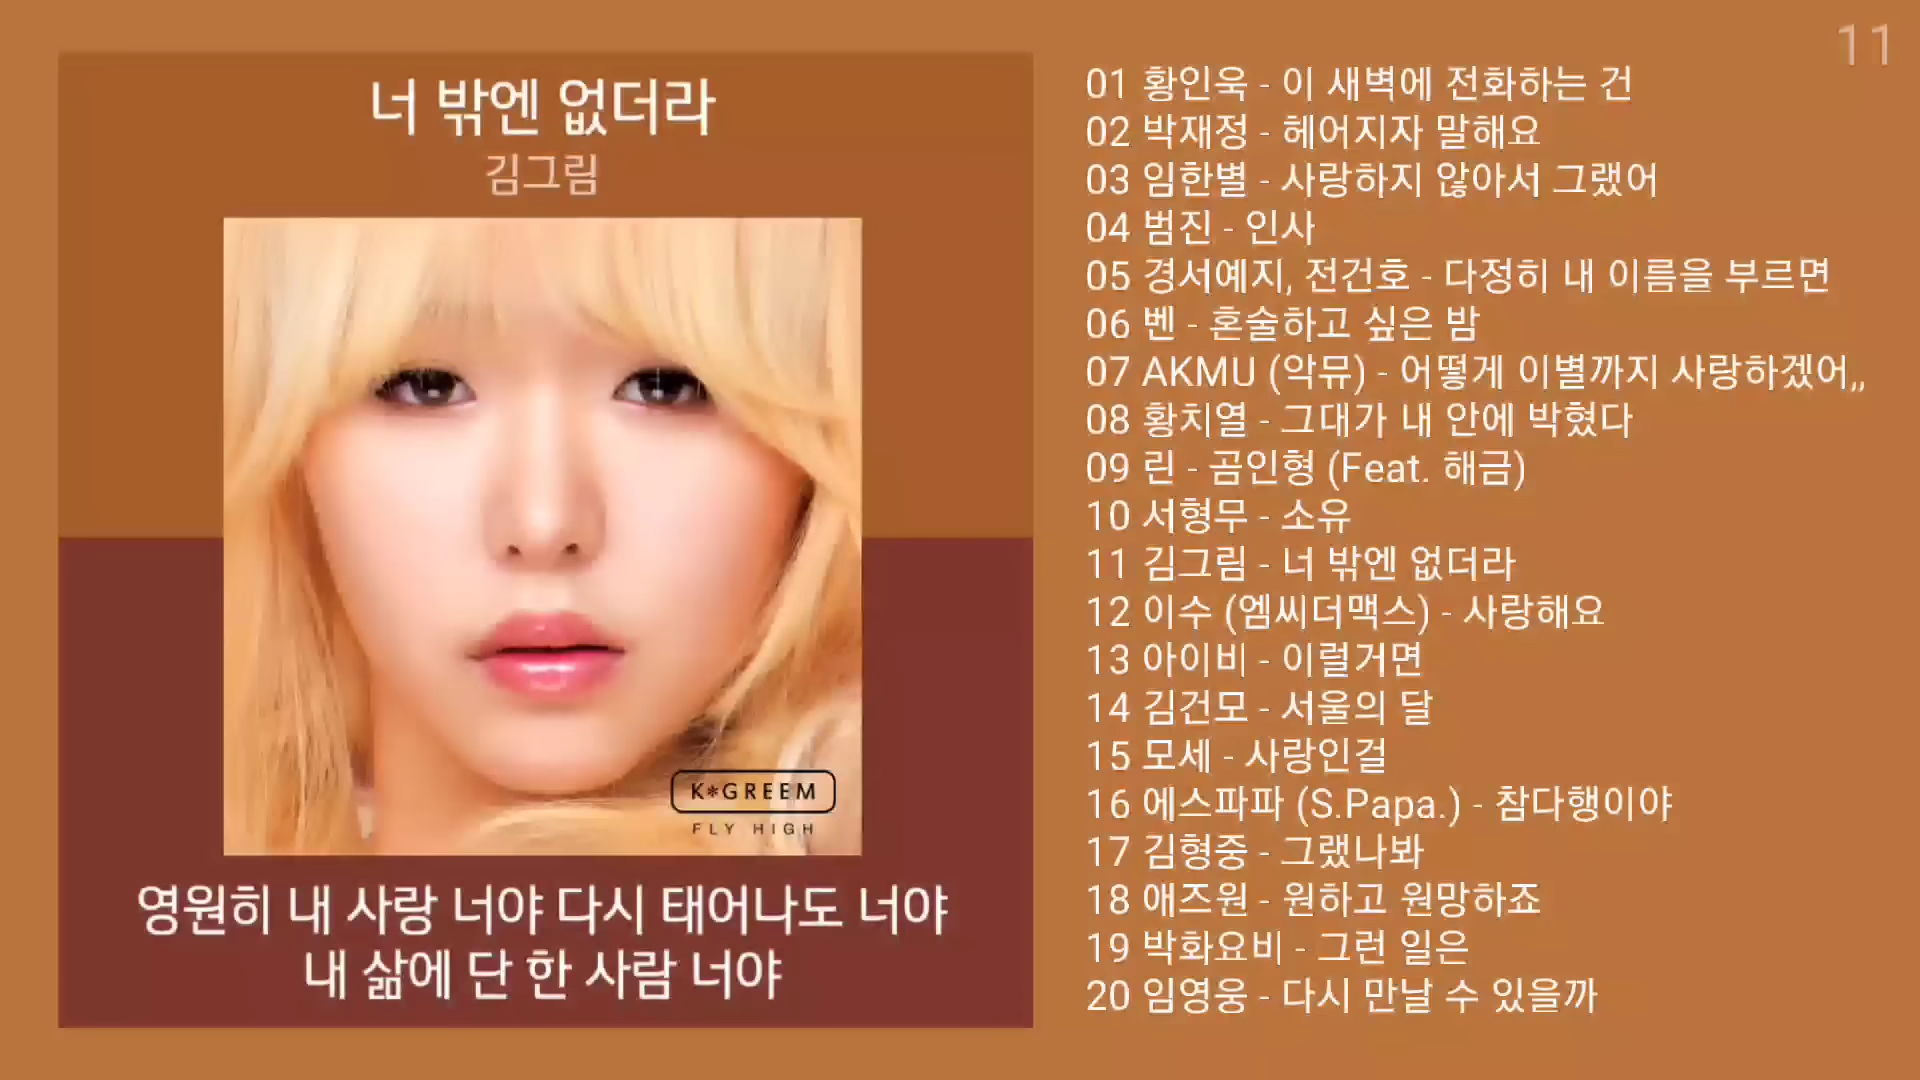 너 밖엔 없더라
김그림
K*GREEM
FLY HIGH
영원히 내 사랑 너야 다시 태어나도 너야
내 삶에 단 한 사람 너야
11
01 황인욱 - 이 새벽에 전화하는 건
02 박재정 - 헤어지자 말해요
03 임한별 - 사랑하지 않아서 그랬어
04 범진 - 인사
05 경서예지, 전건호 - 다정히 내 이름을 부르면
06 벤 - 혼술하고 싶은 밤
07 AKMU (악뮤) - 어떻게 이별까지 사랑하겠어,,
08 황치열 - 그대가 내 안에 박혔다
09 린 - 곰인형 (Feat. 해금)
10 서형무 - 소유
11 김그림 - 너 밖엔 없더라
12 이수 (엠씨더맥스) - 사랑해요
13 아이비 - 이럴거면
14 김건모 - 서울의 달
15 모세 - 사랑인걸
16 에스파파 (S.Papa.) - 참다행이야
17 김형중 - 그랬나봐
18 애즈원 - 원하고 원망하죠
19 박화요비 - 그런 일은
20 임영웅 - 다시 만날 수 있을까